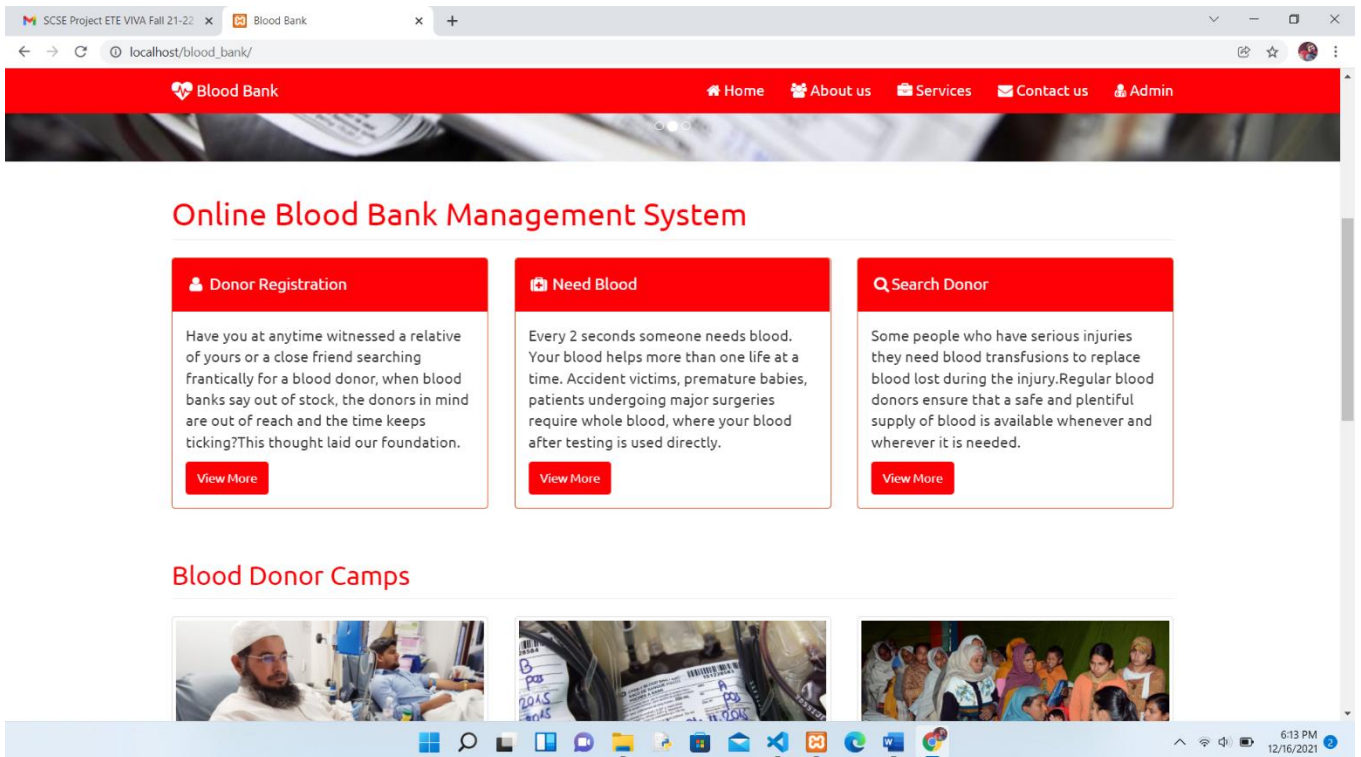 SCSE Project ETE VIVA Fall 21-22
Blood Bank
localhost/blood_bank/
Blood Bank
Home
About us
Services
Contact us
Admin
Online Blood Bank Management System
Donor Registration
Have you at anytime witnessed a relative
of yours or a close friend searching
frantically for a blood donor, when blood
banks say out of stock, the donors in mind
are out of reach and the time keeps
ticking?This thought laid our foundation.
View More
Need Blood
Every 2 seconds someone needs blood.
Your blood helps more than one life at a
time. Accident victims, premature babies,
patients undergoing major surgeries
require whole blood, where your blood
after testing is used directly.
View More
Search Donor
Some people who have serious injuries
they need blood transfusions to replace
blood lost during the injury.Regular blood
donors ensure that a safe and plentiful
supply of blood is available whenever and
wherever it is needed.
View More
Blood Donor Camps
28584
B
pos
2015
A
pos
2015
6:13 PM
12/16/2021
2